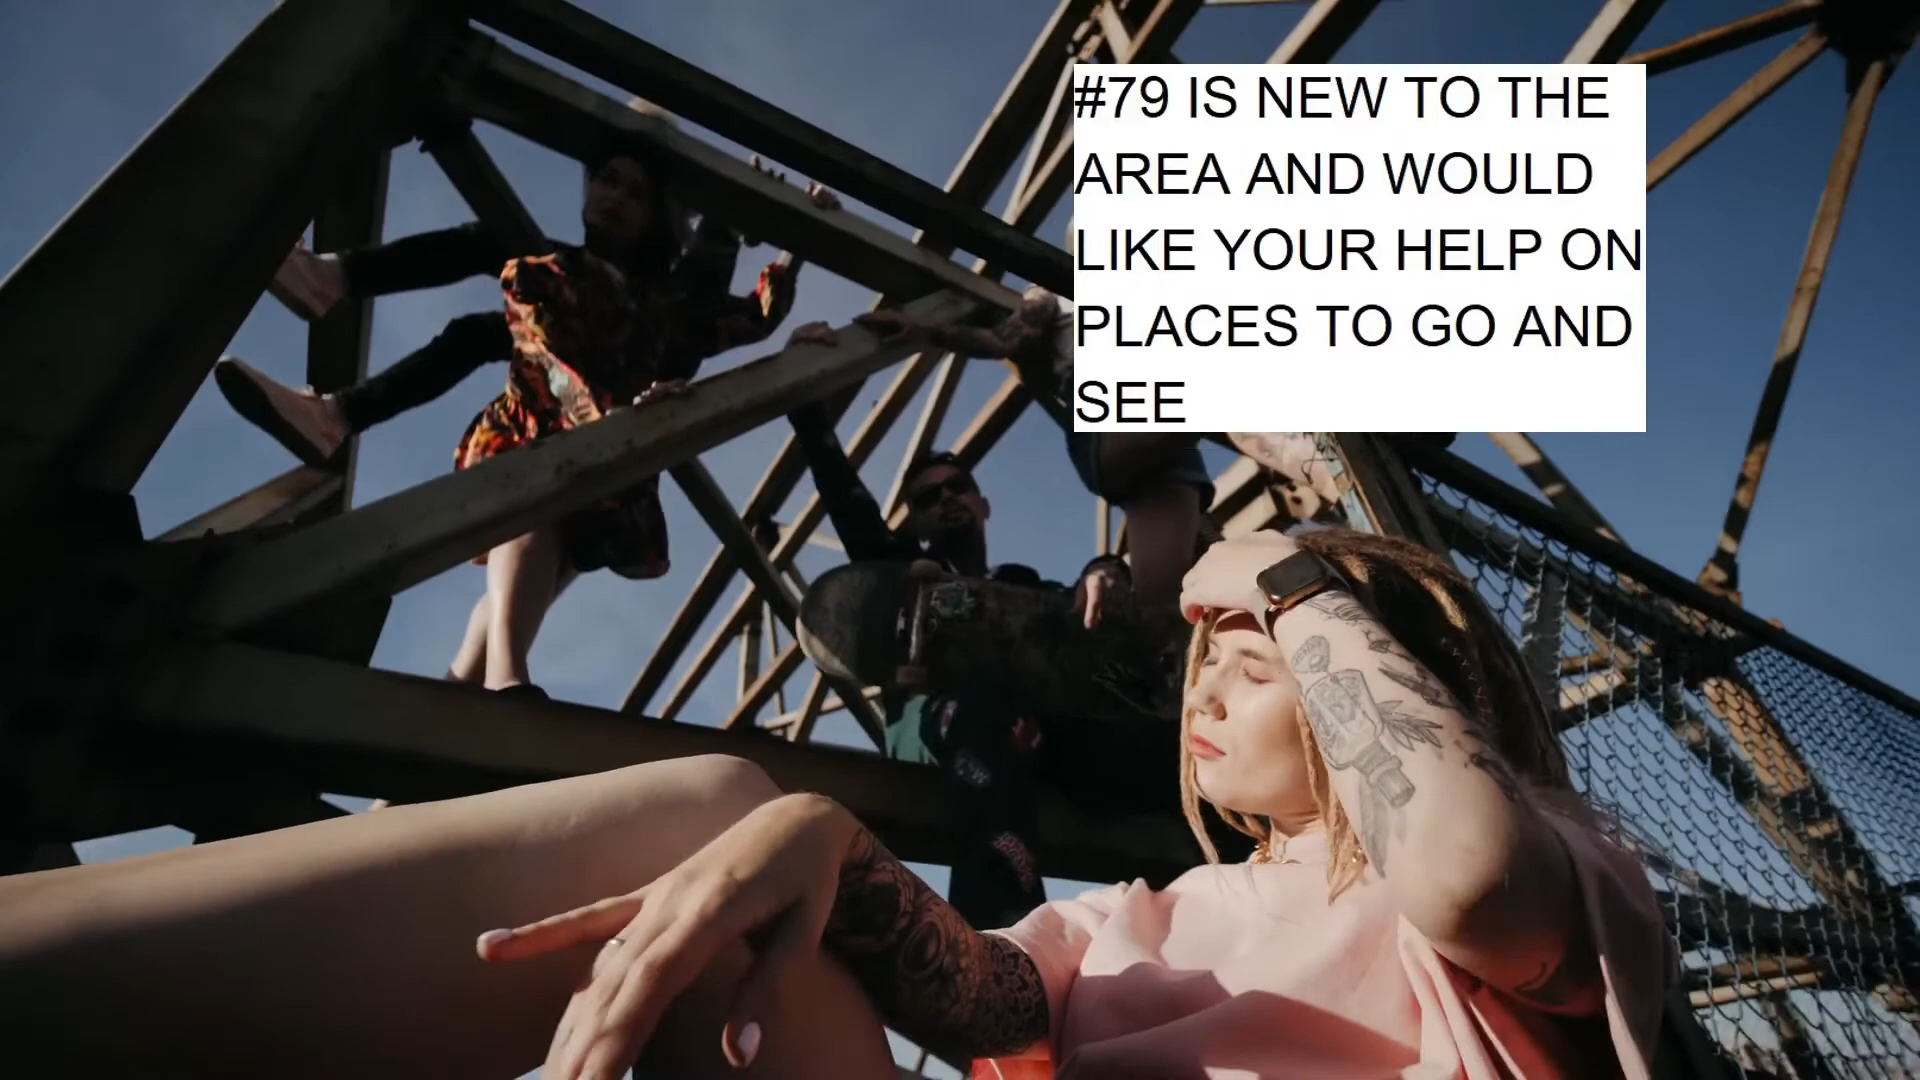 #79 IS NEW TO THE
AREA AND WOULD
LIKE YOUR HELP ON
PLACES TO GO AND
SEE